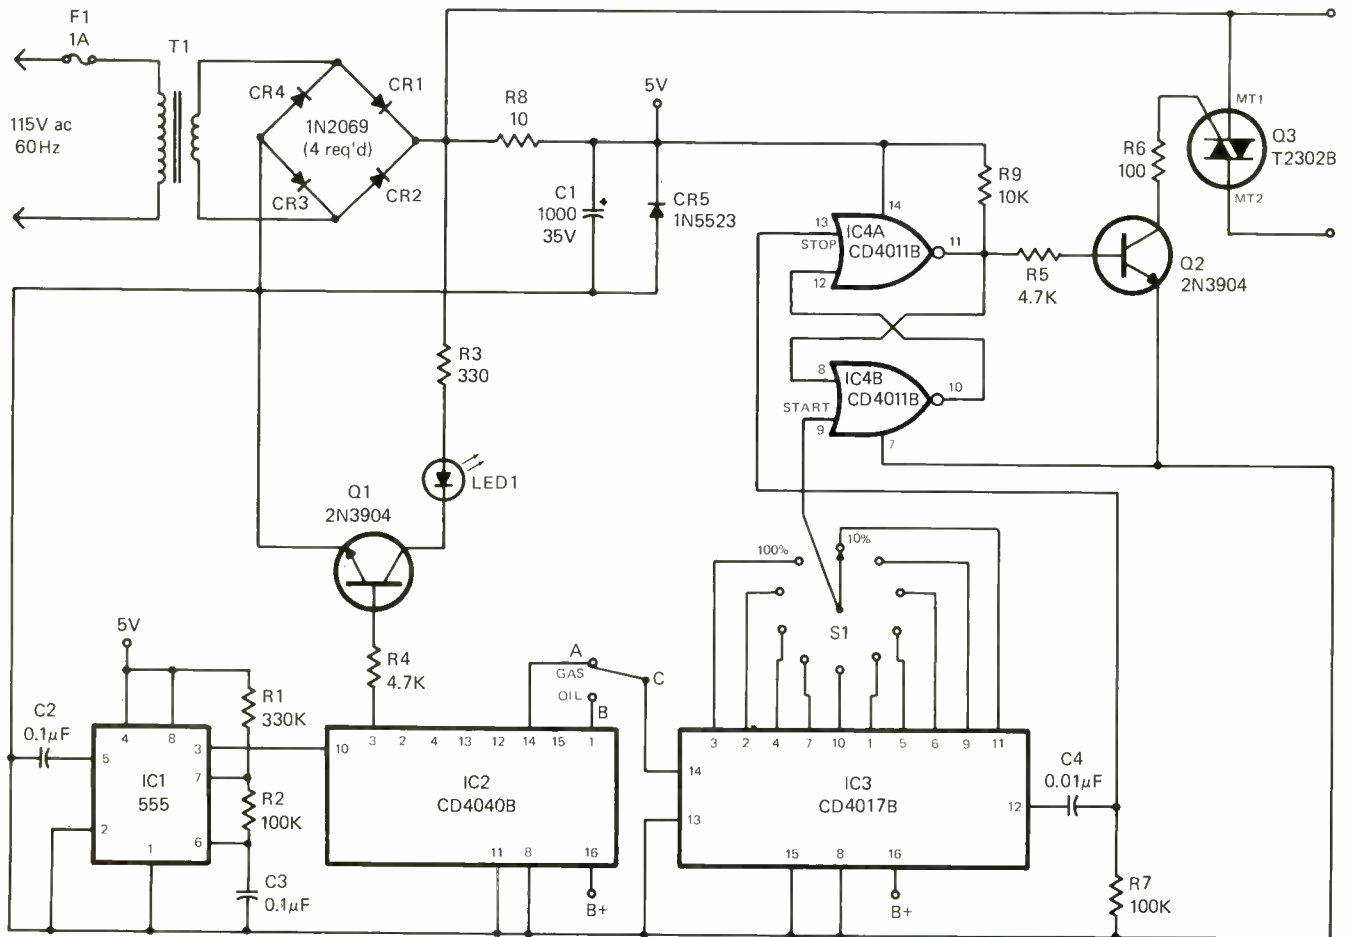 F1
1A
T1
115V ac
60Hz
CR4
CR1
1N2069
(4 req'd)
CR3
CR2
R8
10
5V
C1
1000
35V
+
CR5
1N5523
R9
10K
13
STOP
12
14
IC4A
CD4011B
11
R5
4.7K
R6
100
MT1
Q3
T2302B
MT2
Q2
2N3904
8
START
9
IC4B
CD4011B
10
7
R3
330
LED1
Q1
2N3904
R4
4.7K
5V
R1
330K
C2
0.1µF
4
8
3
5
7
IC1
555
2
6
1
R2
100K
C3
0.1µF
10
3
2
4
13
12
14
15
1
IC2
CD4040B
11
8
16
B+
A
GAS
OIL
B
C
100%
10%
S1
3
2
4
7
10
1
5
6
9
11
14
13
IC3
CD4017B
12
15
8
16
B+
C4
0.01µF
R7
100K